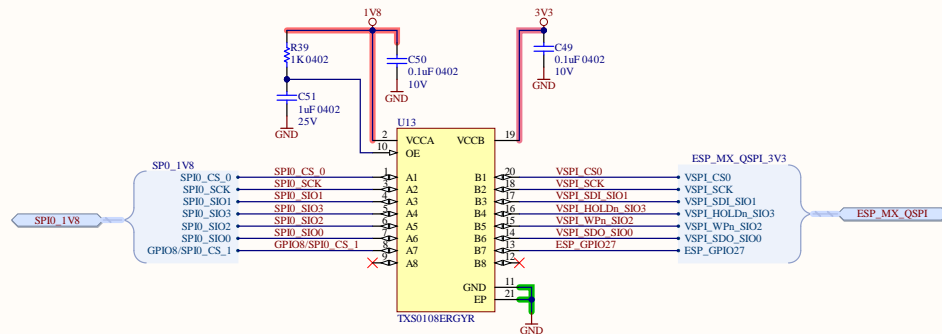 1V8
3V3
R39
1K 0402
C50
0.1uF 0402
10V
GND
C49
0.1uF 0402
10V
GND
C51
1uF 0402
25V
GND
U13
2 VCCA VCCB 19
10 OE
SP0_1V8
ESP_MX_QSPI_3V3
SPI0_CS_0 SPI0_CS_0 1 A1 B1 20 VSPI_CS0 VSPI_CS0
SPI0_SCK SPI0_SCK 3 A2 B2 18 VSPI_SCK VSPI_SCK
SPI0_SIO1 SPI0_SIO1 4 A3 B3 17 VSPI_SDI_SIO1 VSPI_SDI_SIO1
SPI0_SIO3 SPI0_SIO3 5 A4 B4 16 VSPI_HOLDn_SIO3 VSPI_HOLDn_SIO3
SPI0_SIO2 SPI0_SIO2 6 A5 B5 15 VSPI_WPn_SIO2 VSPI_WPn_SIO2
SPI0_SIO0 SPI0_SIO0 7 A6 B6 14 VSPI_SDO_SIO0 VSPI_SDO_SIO0
GPIO8/SPI0_CS_1 GPIO8/SPI0_CS_1 8 A7 B7 13 ESP_GPIO27 ESP_GPIO27
9 A8 B8 12
SPI0_1V8
ESP_MX_QSPI
GND 11
EP 21
TXS0108ERGYR
GND